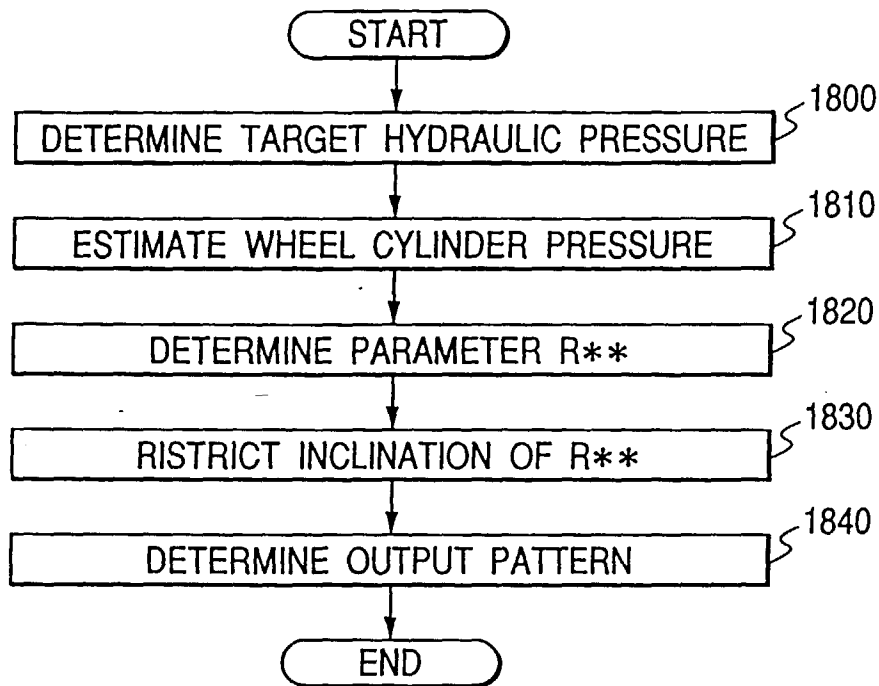 START
1800
DETERMINE TARGET HYDRAULIC PRESSURE
1810
ESTIMATE WHEEL CYLINDER PRESSURE
1820
DETERMINE PARAMETER R**
1830
RISTRICT INCLINATION OF R**
1840
DETERMINE OUTPUT PATTERN
END